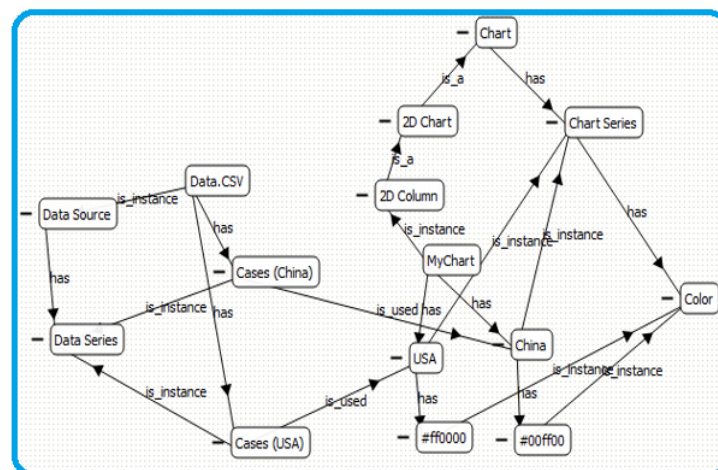 Chart
is_a
has
2D Chart
Chart Series
is_a
Data.CSV
2D Column
is_instance
Data Source
has
is_instance
has
is_instance
is_instance
MyChart
Cases (China)
has
has
is_used
has
has
Color
is_instance
Data Series
China
USA
is_instance
is_instance
is_instance
is_used
has
has
Cases (USA)
#ff0000
#00ff00